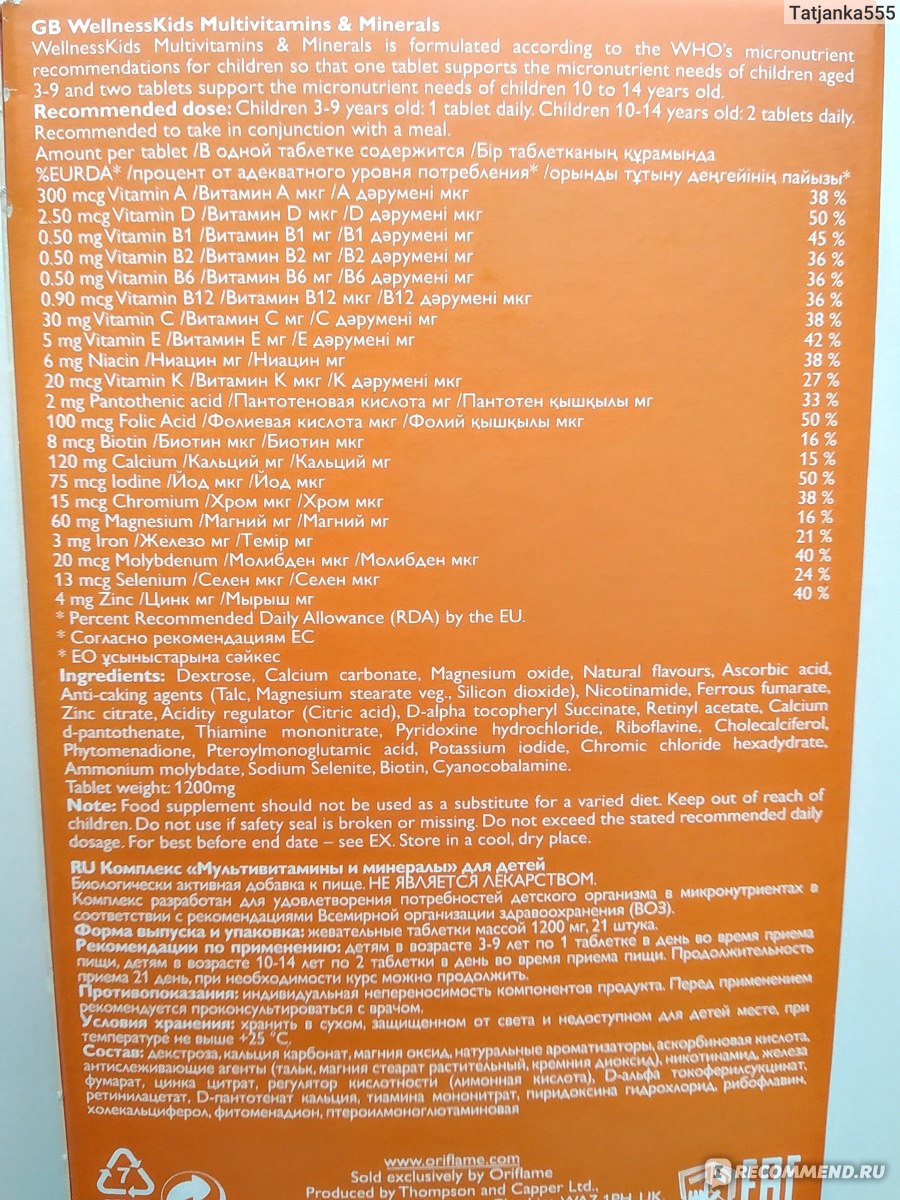 Tatjanka555
GB WellnessKids Multivitamins & Minerals
WellnessKids Multivitamins & Minerals is formulated according to the WHO's micronutrient
recommendations for children so that one tablet supports the micronutrient needs of children aged
3-9 and two tablets support the micronutrient needs of children 10 to 14 years old.
Recommended dose: Children 3-9 years old: 1 tablet daily. Children 10-14 years old: 2 tablets daily.
Recommended to take in conjunction with a meal.
Amount per tablet /В одной таблетке содержится /Бір таблетканың құрамында
%EURDA* /процент от адекватного уровня потребления* /орынды тұтыну деңгейінің пайызы*
300 mcg Vitamin A /Витамин А мкг /А дәрумені мкг 38 %
2.50 mcg Vitamin D /Витамин D мкг /D дәрумені мкг 50 %
0.50 mg Vitamin B1 /Витамин В1 мг /В1 дәрумені мг 45 %
0.50 mg Vitamin B2 /Витамин В2 мг /В2 дәрумені мг 36 %
0.50 mg Vitamin B6 /Витамин В6 мг /В6 дәрумені мг 36 %
0.90 mcg Vitamin B12 /Витамин В12 мкг /В12 дәрумені мкг 36 %
30 mg Vitamin C /Витамин С мг /С дәрумені мг 38 %
5 mg Vitamin E /Витамин Е мг /Е дәрумені мг 42 %
6 mg Niacin /Ниацин мг /Ниацин мг 38 %
20 mcg Vitamin K /Витамин К мкг /К дәрумені мкг 27 %
2 mg Pantothenic acid /Пантотеновая кислота мг /Пантотен қышқылы мг 33 %
100 mcg Folic Acid /Фолиевая кислота мкг /Фолий қышқылы мкг 50 %
8 mcg Biotin /Биотин мкг /Биотин мкг 16 %
120 mg Calcium /Кальций мг /Кальций мг 15 %
75 mcg Iodine /Йод мкг /Йод мкг 50 %
15 mcg Chromium /Хром мкг /Хром мкг 38 %
60 mg Magnesium /Магний мг /Магний мг 16 %
3 mg Iron /Железо мг /Темір мг 21 %
20 mcg Molybdenum /Молибден мкг /Молибден мкг 40 %
13 mcg Selenium /Селен мкг /Селен мкг 24 %
4 mg Zinc /Цинк мг /Мырыш мг 40 %
* Percent Recommended Daily Allowance (RDA) by the EU.
* Согласно рекомендациям ЕС
* ЕО ұсыныстарына сәйкес
Ingredients: Dextrose, Calcium carbonate, Magnesium oxide, Natural flavours, Ascorbic acid,
Anti-caking agents (Talc, Magnesium stearate veg., Silicon dioxide), Nicotinamide, Ferrous fumarate,
Zinc citrate, Acidity regulator (Citric acid), D-alpha tocopheryl Succinate, Retinyl acetate, Calcium
d-pantothenate, Thiamine mononitrate, Pyridoxine hydrochloride, Riboflavine, Cholecalciferol,
Phytomenadione, Pteroylmonoglutamic acid, Potassium iodide, Chromic chloride hexadydrate,
Ammonium molybdate, Sodium Selenite, Biotin, Cyanocobalamine.
Tablet weight: 1200mg
Note: Food supplement should not be used as a substitute for a varied diet. Keep out of reach of
children. Do not use if safety seal is broken or missing. Do not exceed the stated recommended daily
dosage. For best before end date – see EX. Store in a cool, dry place.
RU Комплекс «Мультивитамины и минералы» для детей
Биологически активная добавка к пище. НЕ ЯВЛЯЕТСЯ ЛЕКАРСТВОМ.
Комплекс разработан для удовлетворения потребностей детского организма в микронутриентах в
соответствии с рекомендациями Всемирной организации здравоохранения (ВОЗ).
Форма выпуска и упаковка: жевательные таблетки массой 1200 мг, 21 штука.
Рекомендации по применению: детям в возрасте 3-9 лет по 1 таблетке в день во время приема
пищи, детям в возрасте 10-14 лет по 2 таблетки в день во время приема пищи. Продолжительность
приема 21 день, при необходимости курс можно продолжить.
Противопоказания: индивидуальная непереносимость компонентов продукта. Перед применением
рекомендуется проконсультироваться с врачом.
Условия хранения: хранить в сухом, защищенном от света и недоступном для детей месте, при
температуре не выше +25 °С.
Состав: декстроза, кальция карбонат, магния оксид, натуральные ароматизаторы, аскорбиновая кислота,
антислеживающие агенты (тальк, магния стеарат растительный, кремния диоксид), никотинамид, железа
фумарат, цинка цитрат, регулятор кислотности (лимонная кислота), D-альфа токоферилсукцинат,
ретинилацетат, D-пантотенат кальция, тиамина мононитрат, пиридоксина гидрохлорид, рибофлавин,
холекальциферол, фитоменадион, птероилмоноглютаминовая
7
www.oriflame.com
Sold exclusively by Oriflame
Produced by Thompson and Capper Ltd.,
WA7 1PH, UK
EAC
RECOMMEND.RU